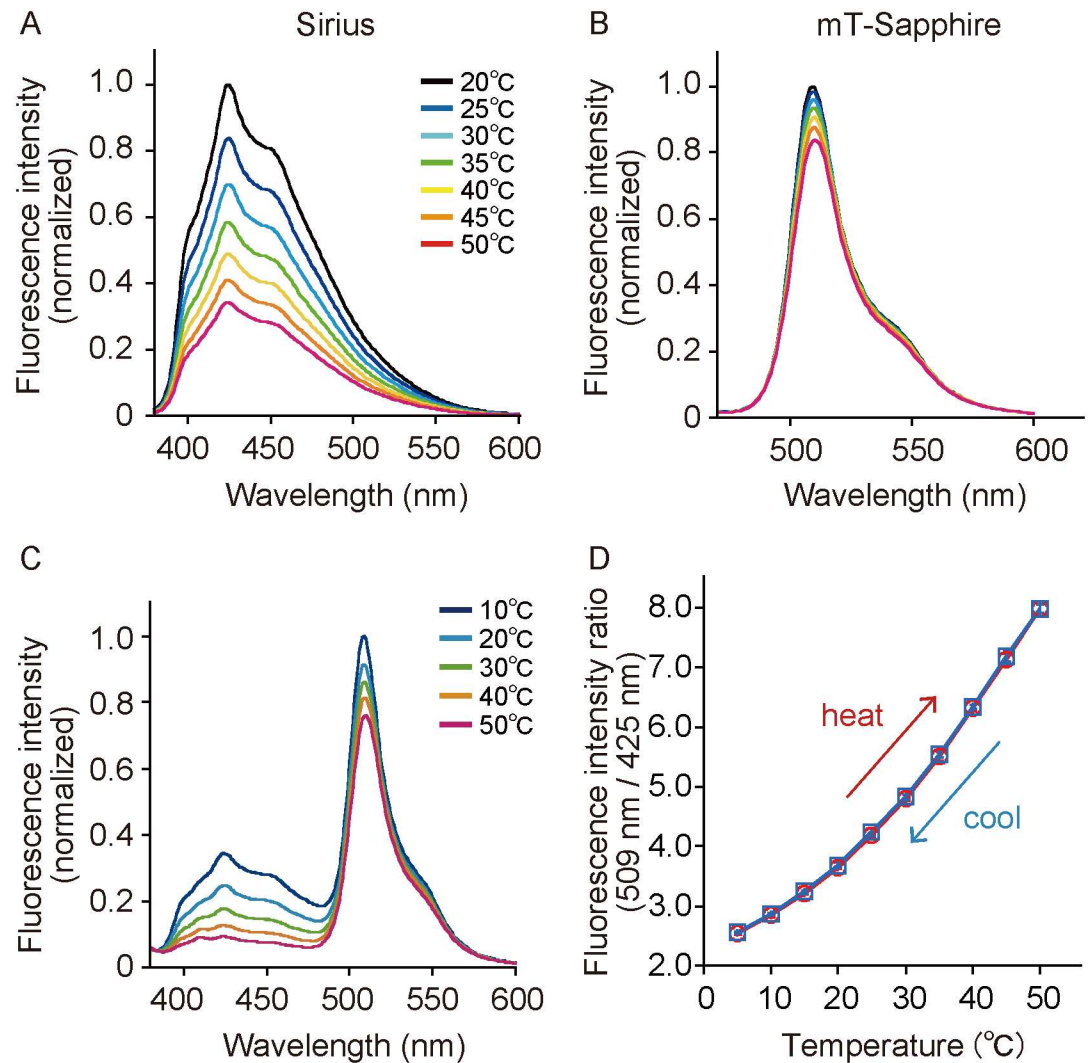 A
Sirius
Fluorescence intensity
(normalized)
1.0
0.8
0.6
0.4
0.2
0
20℃
25℃
30℃
35℃
40℃
45℃
50℃
400
450
500
550
600
Wavelength (nm)
B
mT-Sapphire
Fluorescence intensity
(normalized)
1.0
0.8
0.6
0.4
0.2
0
500
550
600
Wavelength (nm)
C
Fluorescence intensity
(normalized)
1.0
0.8
0.6
0.4
0.2
0
10℃
20℃
30℃
40℃
50℃
400
450
500
550
600
Wavelength (nm)
D
Fluorescence intensity ratio
(509 nm / 425 nm)
8.0
7.0
6.0
5.0
4.0
3.0
2.0
heat
cool
0
10
20
30
40
50
Temperature (℃)